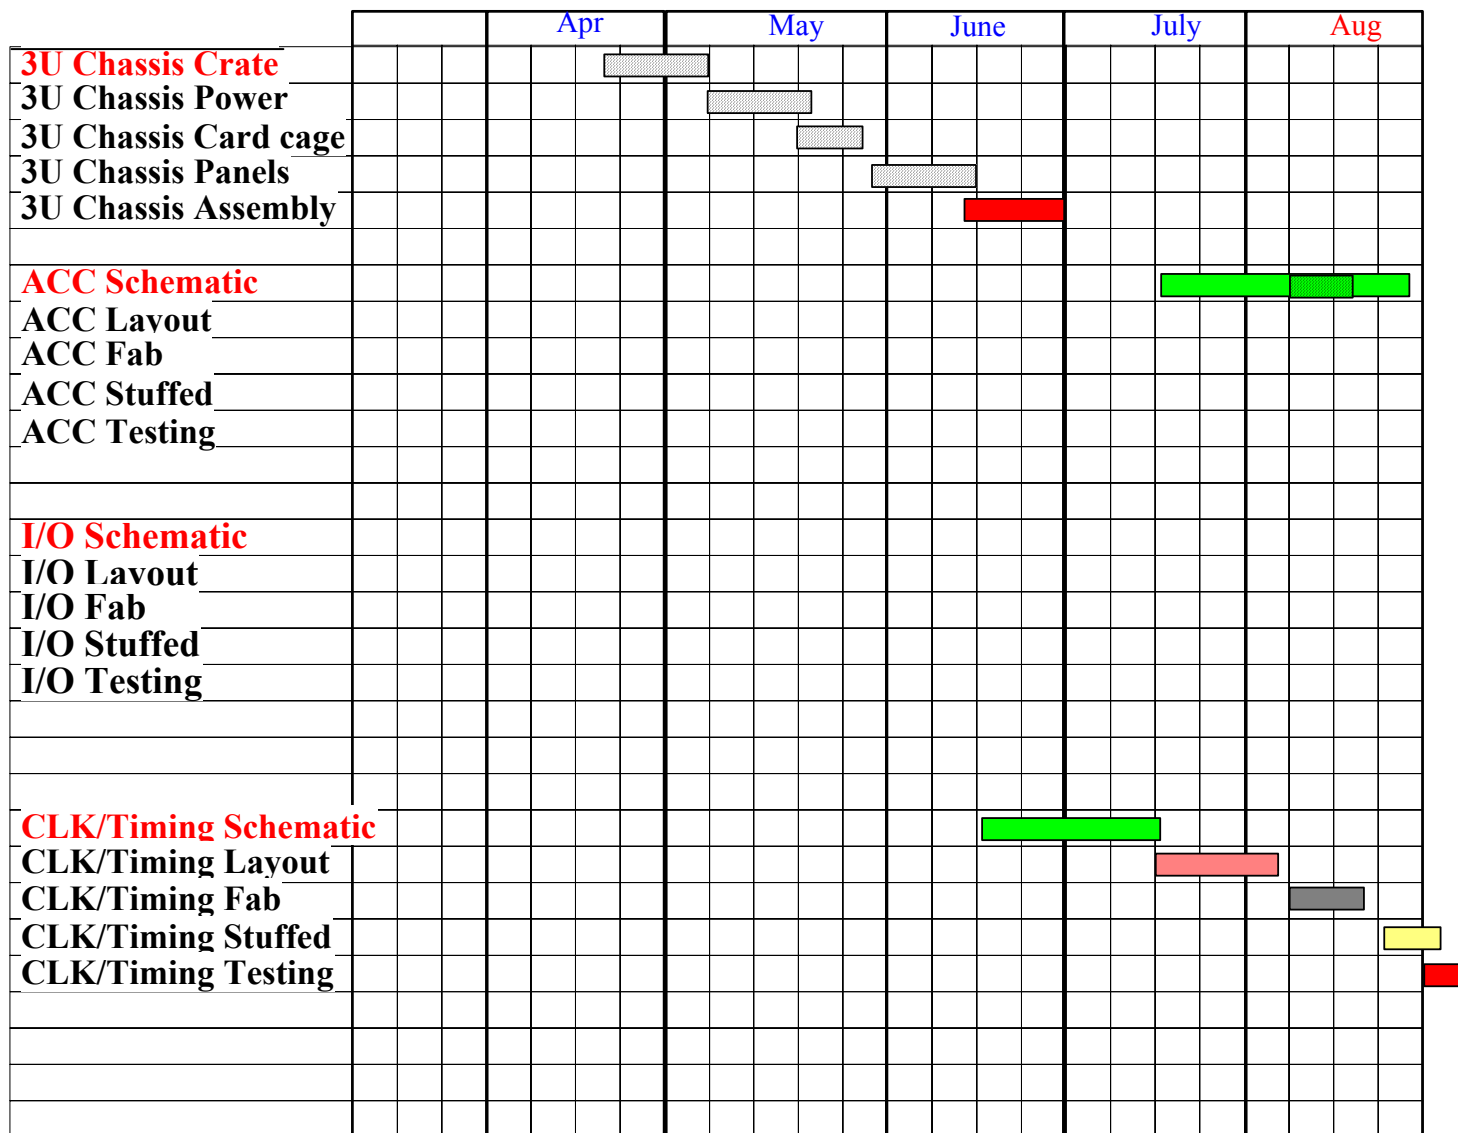 Apr May June July Aug
3U Chassis Crate
3U Chassis Power
3U Chassis Card cage
3U Chassis Panels
3U Chassis Assembly
ACC Schematic
ACC Layout
ACC Fab
ACC Stuffed
ACC Testing
I/O Schematic
I/O Layout
I/O Fab
I/O Stuffed
I/O Testing
CLK/Timing Schematic
CLK/Timing Layout
CLK/Timing Fab
CLK/Timing Stuffed
CLK/Timing Testing